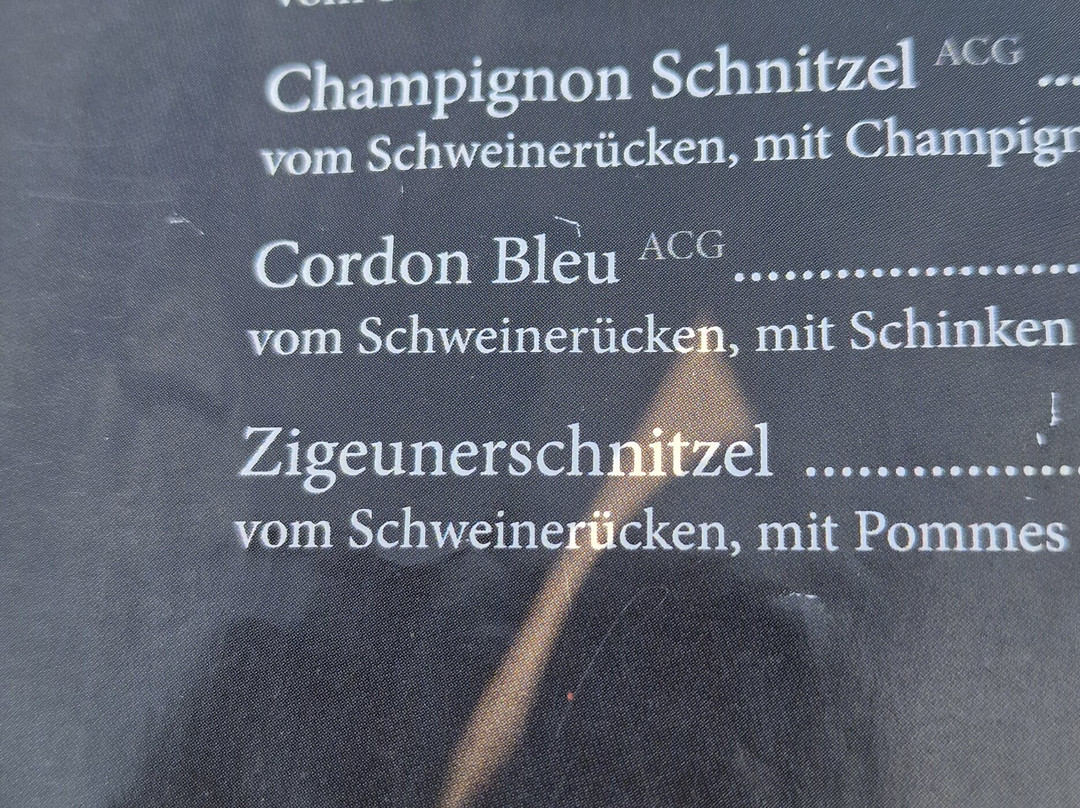 Champignon Schnitzel ACG ...
vom Schweinerücken, mit
Cordon Bleu ACG ........................
vom Schweinerücken, mit Schinken
Zigeunerschnitzel ...................
vom Schweinerücken, mit Pommes